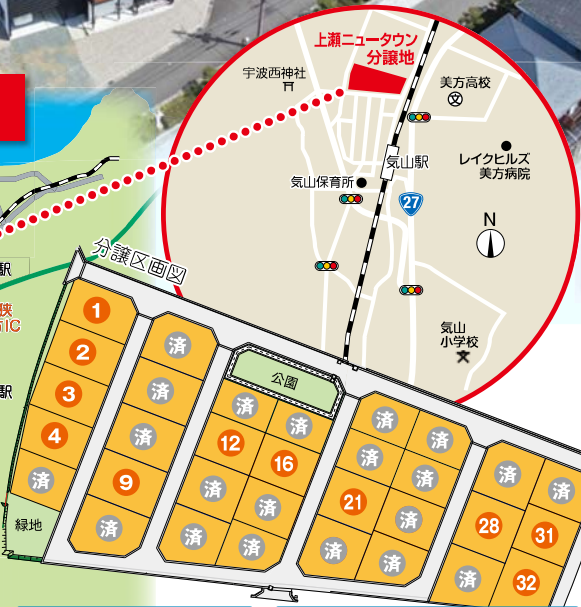 上瀬ニュータウン
分譲地
宇波西神社
美方高校
文
気山駅
レイクヒルズ
美方病院
気山保育所
27
N
気山
小学校
文
駅
IC
駅
分譲区画図
1
2
3
4
済
済
済
済
9
済
公園
済
済
12
16
済
済
済
済
済
済
済
済
21
済
済
済
済
済
28
31
済
32
緑地